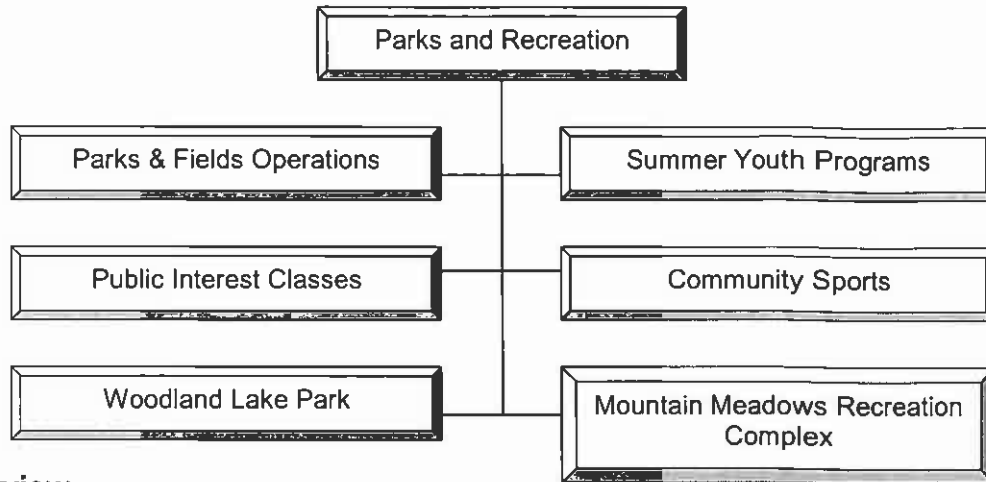 Parks and Recreation
Parks & Fields Operations
Summer Youth Programs
Public Interest Classes
Community Sports
Woodland Lake Park
Mountain Meadows Recreation
Complex